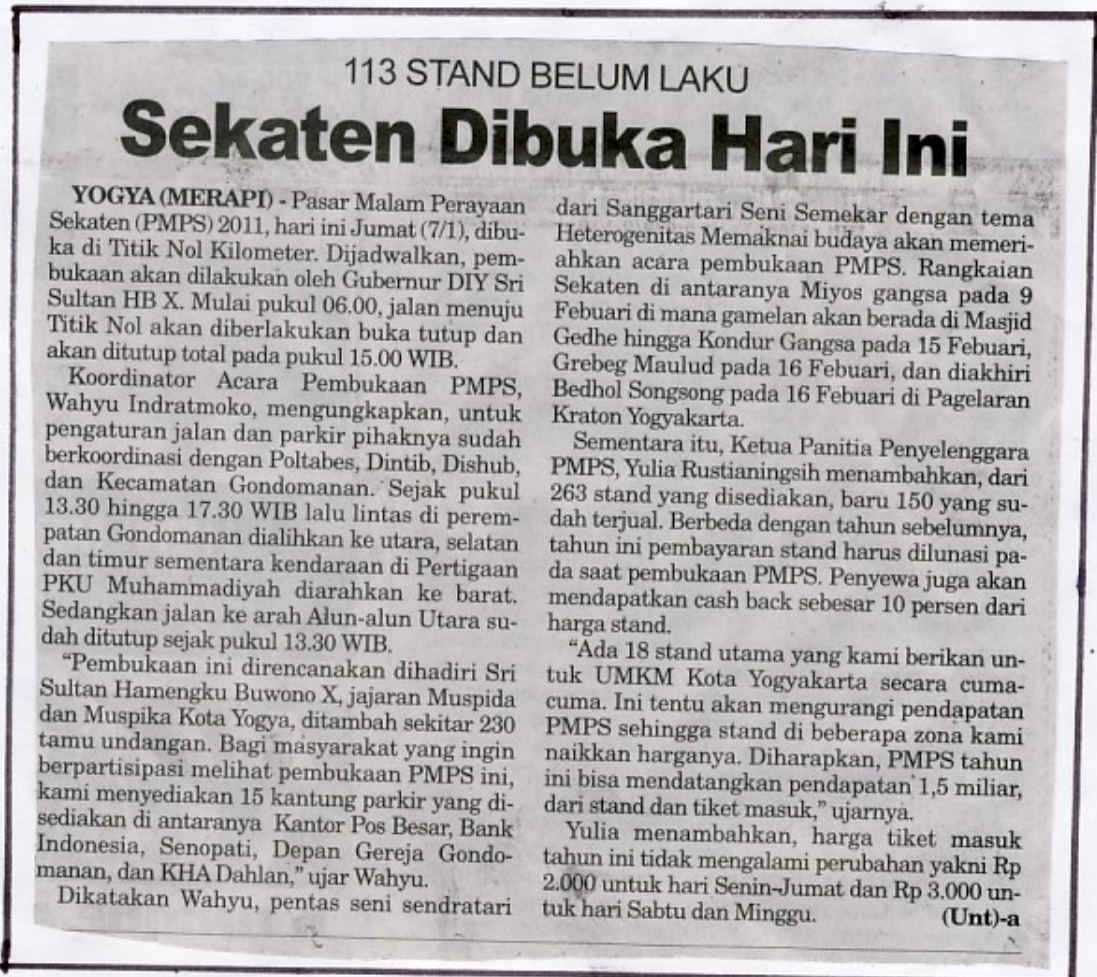 113 STAND BELUM LAKU
Sekaten Dibuka Hari Ini
YOGYA (MERAPI) - Pasar Malam Perayaan
Sekaten (PMPS) 2011, hari ini Jumat (7/1), dibu-
ka di Titik Nol Kilometer. Dijadwalkan, pem-
bukaan akan dilakukan oleh Gubernur DIY Sri
Sultan HB X. Mulai pukul 06.00, jalan menuju
Titik Nol akan diberlakukan buka tutup dan
akan ditutup total pada pukul 15.00 WIB.
Koordinator Acara Pembukaan PMPS,
Wahyu Indratmoko, mengungkapkan, untuk
pengaturan jalan dan parkir pihaknya sudah
berkoordinasi dengan Poltabes, Dintib, Dishub,
dan Kecamatan Gondomanan. Sejak pukul
13.30 hingga 17.30 WIB lalu lintas di perem-
patan Gondomanan dialihkan ke utara, selatan
dan timur sementara kendaraan di Pertigaan
PKU Muhammadiyah diarahkan ke barat.
Sedangkan jalan ke arah Alun-alun Utara su-
dah ditutup sejak pukul 13.30 WIB.
"Pembukaan ini direncanakan dihadiri Sri
Sultan Hamengku Buwono X, jajaran Muspida
dan Muspika Kota Yogya, ditambah sekitar 230
tamu undangan. Bagi masyarakat yang ingin
berpartisipasi melihat pembukaan PMPS ini,
kami menyediakan 15 kantung parkir yang di-
sediakan di antaranya Kantor Pos Besar, Bank
Indonesia, Senopati, Depan Gereja Gondo-
manan, dan KHA Dahlan," ujar Wahyu.
Dikatakan Wahyu, pentas seni sendratari
dari Sanggartari Seni Semekar dengan tema
Heterogenitas Memaknai budaya akan memeri-
ahkan acara pembukaan PMPS. Rangkaian
Sekaten di antaranya Miyos gangsa pada 9
Febuari di mana gamelan akan berada di Masjid
Gedhe hingga Kondur Gangsa pada 15 Febuari,
Grebeg Maulud pada 16 Febuari, dan diakhiri
Bedhol Songsong pada 16 Febuari di Pagelaran
Kraton Yogyakarta.
Sementara itu, Ketua Panitia Penyelenggara
PMPS, Yulia Rustianingsih menambahkan, dari
263 stand yang disediakan, baru 150 yang su-
dah terjual. Berbeda dengan tahun sebelumnya,
tahun ini pembayaran stand harus dilunasi pa-
da saat pembukaan PMPS. Penyewa juga akan
mendapatkan cash back sebesar 10 persen dari
harga stand.
"Ada 18 stand utama yang kami berikan un-
tuk UMKM Kota Yogyakarta secara cuma-
cuma. Ini tentu akan mengurangi pendapatan
PMPS sehingga stand di beberapa zona kami
naikkan harganya. Diharapkan, PMPS tahun
ini bisa mendatangkan pendapatan 1,5 miliar,
dari stand dan tiket masuk," ujarnya.
Yulia menambahkan, harga tiket masuk
tahun ini tidak mengalami perubahan yakni Rp
2.000 untuk hari Senin-Jumat dan Rp 3.000 un-
tuk hari Sabtu dan Minggu. (Unt)-a